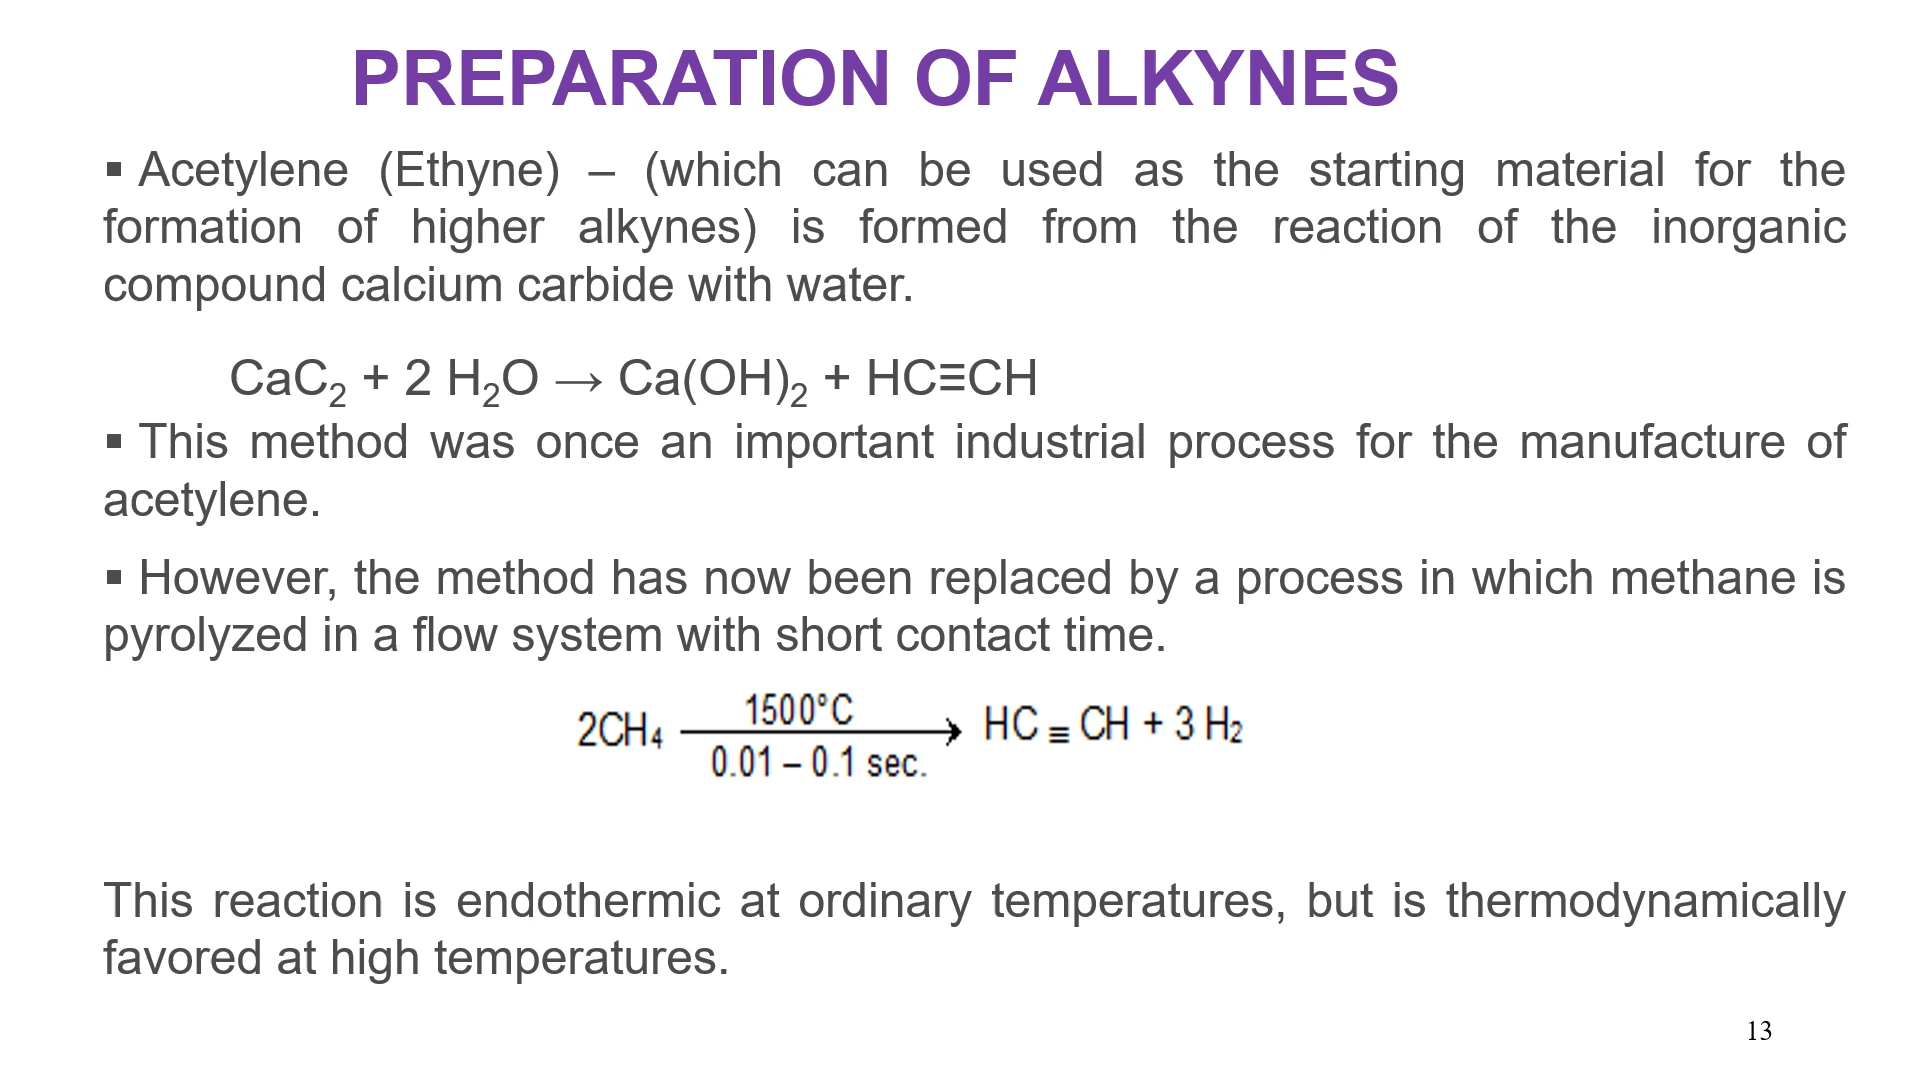 PREPARATION OF ALKYNES
▪ Acetylene (Ethyne) – (which can be used as the starting material for the
formation of higher alkynes) is formed from the reaction of the inorganic
compound calcium carbide with water.
CaC₂ + 2 H₂O → Ca(OH)₂ + HC≡CH
▪ This method was once an important industrial process for the manufacture of
acetylene.
▪ However, the method has now been replaced by a process in which methane is
pyrolyzed in a flow system with short contact time.
1500°C
2CH₄ ⟶ HC ≡ CH + 3 H₂
0.01 – 0.1 sec.
This reaction is endothermic at ordinary temperatures, but is thermodynamically
favored at high temperatures.
13